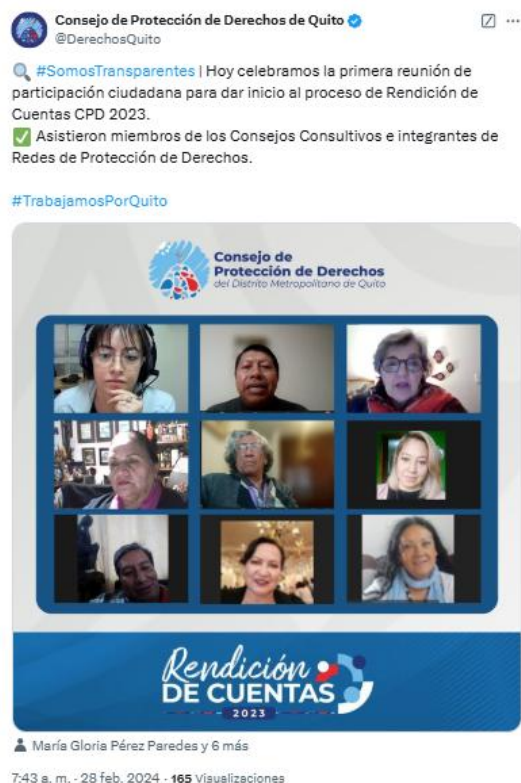 Consejo de Protección de Derechos de Quito
@DerechosQuito
#SomosTransparentes | Hoy celebramos la primera reunión de
participación ciudadana para dar inicio al proceso de Rendición de
Cuentas CPD 2023.
✅ Asistieron miembros de los Consejos Consultivos e integrantes de
Redes de Protección de Derechos.
#TrabajamosPorQuito
Consejo de
Protección de Derechos
del Distrito Metropolitano de Quito
Rendición
DE CUENTAS
2023
María Gloria Pérez Paredes y 6 más
7:43 a. m. · 28 feb. 2024 · 165 Visualizaciones